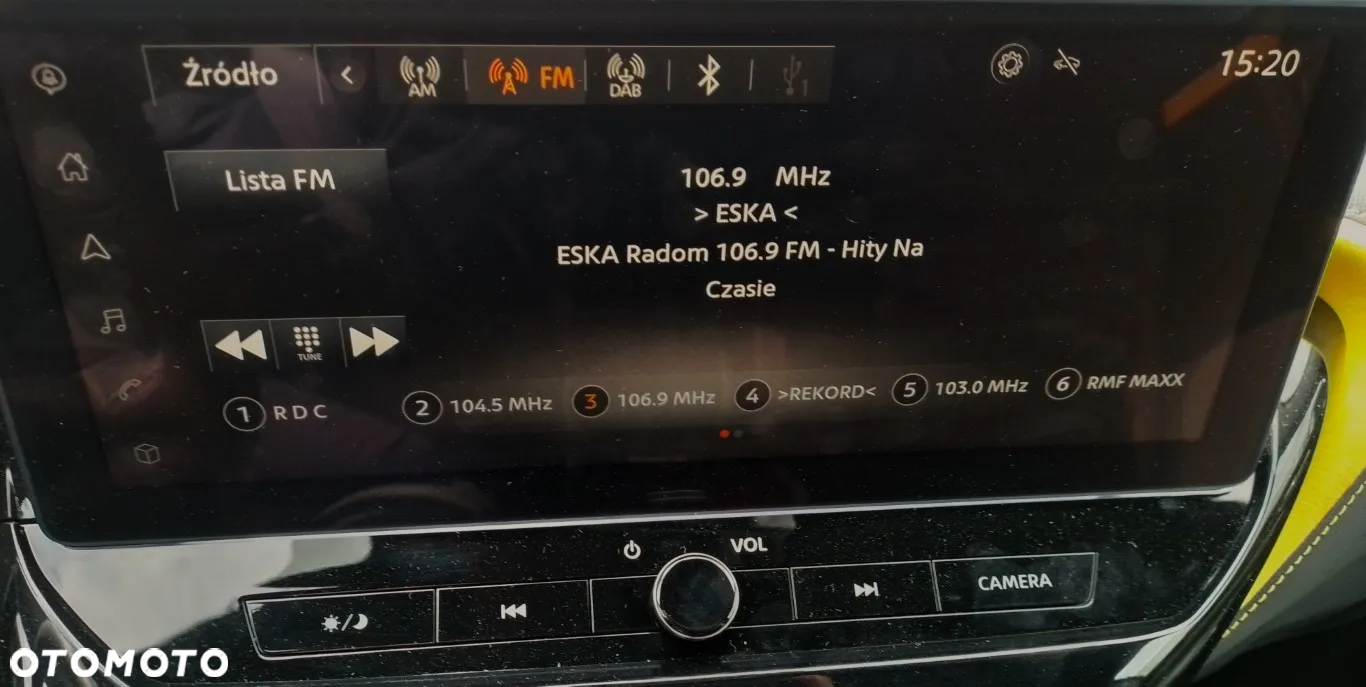 Źródło
AM
FM
DAB
1
15:20
Lista FM
106.9 MHz
> ESKA <
ESKA Radom 106.9 FM - Hity Na
Czasie
TUNE
1 RDC
2 104.5 MHz
3 106.9 MHz
4 >REKORD<
5 103.0 MHz
6 RMF MAXX
VOL
CAMERA
OTOMOTO